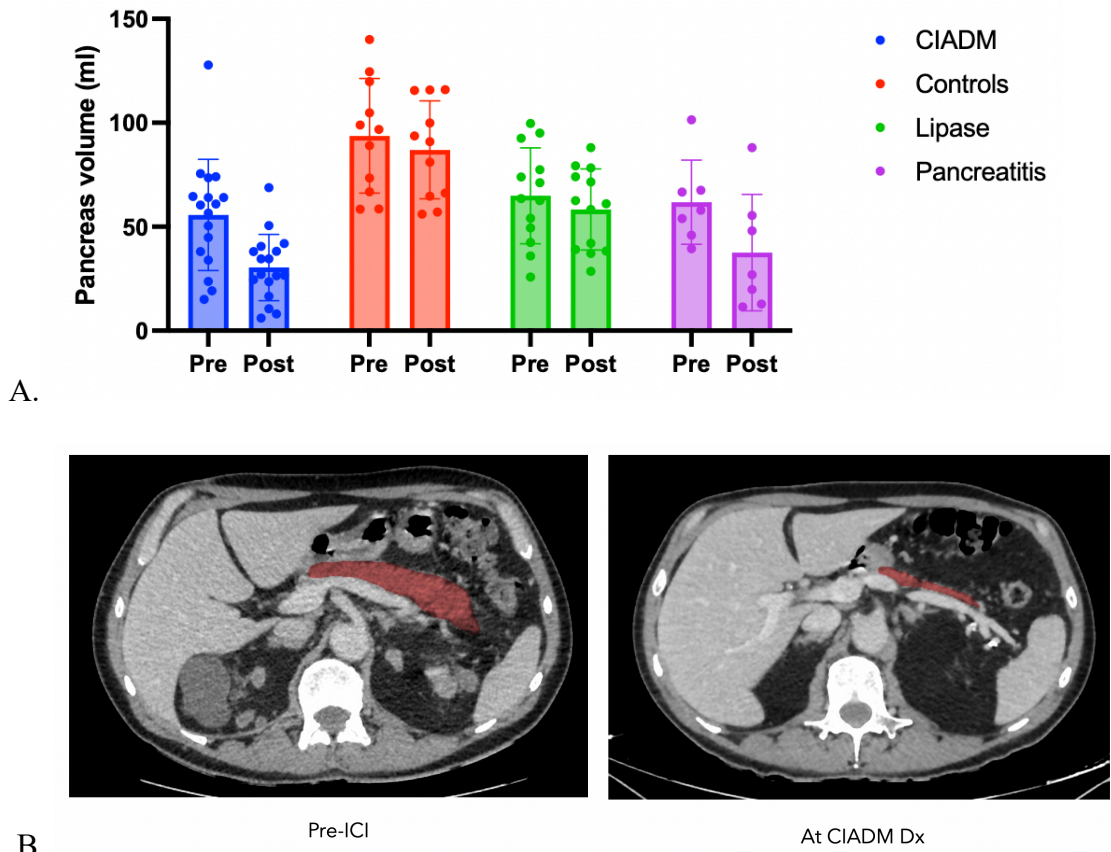 150
100
50
0
Pancreas volume (ml)
Pre Post Pre Post Pre Post Pre Post
CIADM
Controls
Lipase
Pancreatitis
A.
Pre-ICI
At CIADM Dx
B